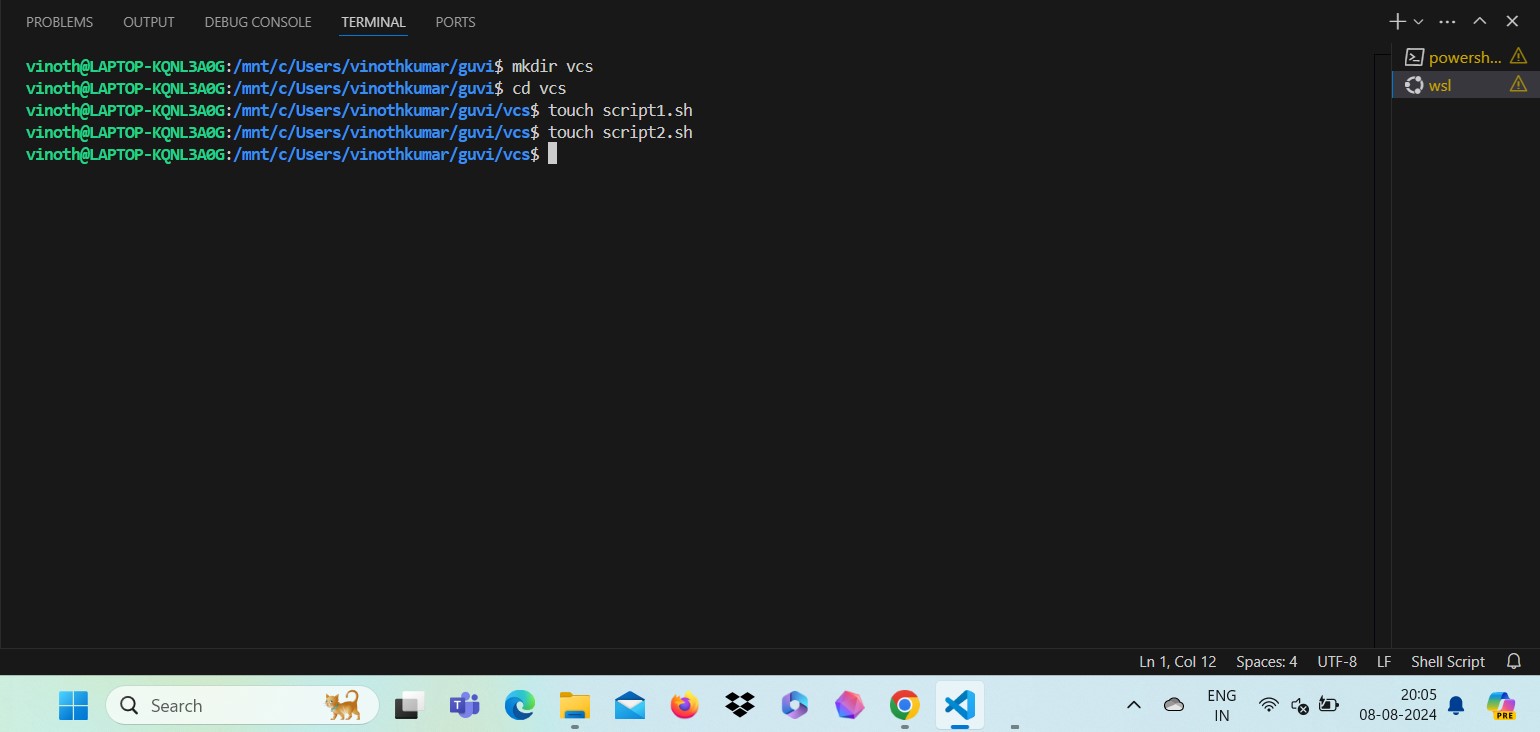 PROBLEMS OUTPUT DEBUG CONSOLE TERMINAL PORTS
vinoth@LAPTOP-KQNL3A0G:/mnt/c/Users/vinothkumar/guvi$ mkdir vcs
vinoth@LAPTOP-KQNL3A0G:/mnt/c/Users/vinothkumar/guvi$ cd vcs
vinoth@LAPTOP-KQNL3A0G:/mnt/c/Users/vinothkumar/guvi/vcs$ touch script1.sh
vinoth@LAPTOP-KQNL3A0G:/mnt/c/Users/vinothkumar/guvi/vcs$ touch script2.sh
vinoth@LAPTOP-KQNL3A0G:/mnt/c/Users/vinothkumar/guvi/vcs$
powersh...
wsl
Ln 1, Col 12 Spaces: 4 UTF-8 LF Shell Script
Search
ENG
IN
20:05
08-08-2024
PRE